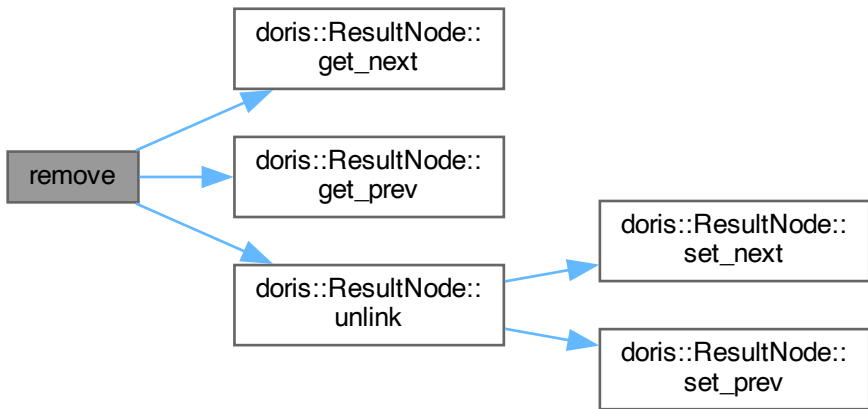 doris::ResultNode::
get_next
remove
doris::ResultNode::
get_prev
doris::ResultNode::
unlink
doris::ResultNode::
set_next
doris::ResultNode::
set_prev